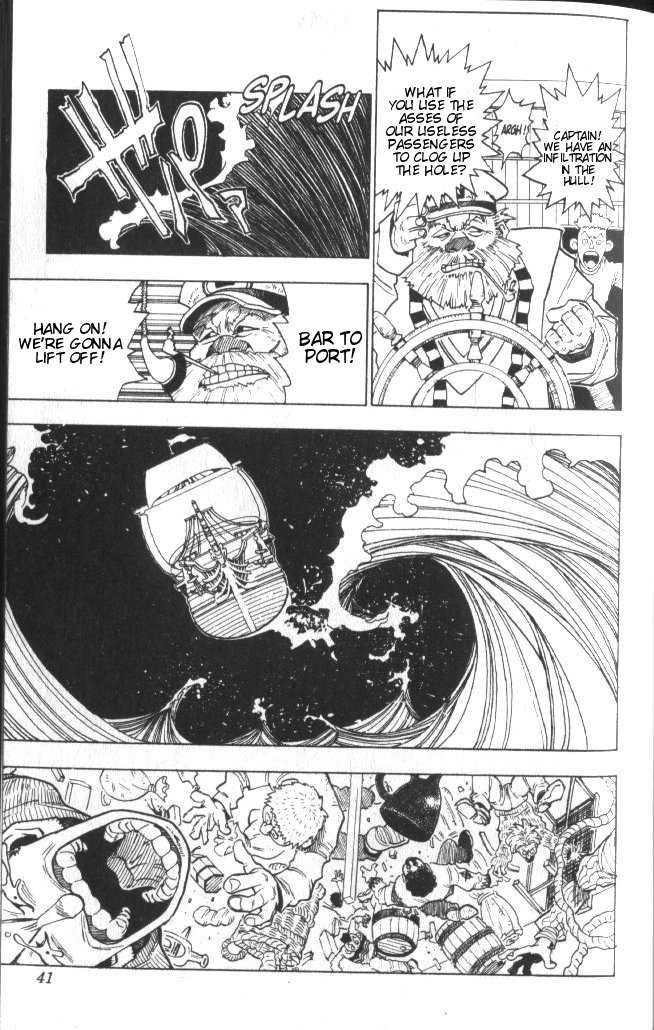 CAPTAIN!
WE HAVE AN
INFILTRATION
IN THE
HULL!
ARGH!!
WHAT IF
YOU USE THE
ASSES OF
OUR USELESS
PASSENGERS
TO CLOG UP
THE HOLE?
SPLASH
BAR TO
PORT!
HANG ON!
WE'RE GONNA
LIFT OFF!
41